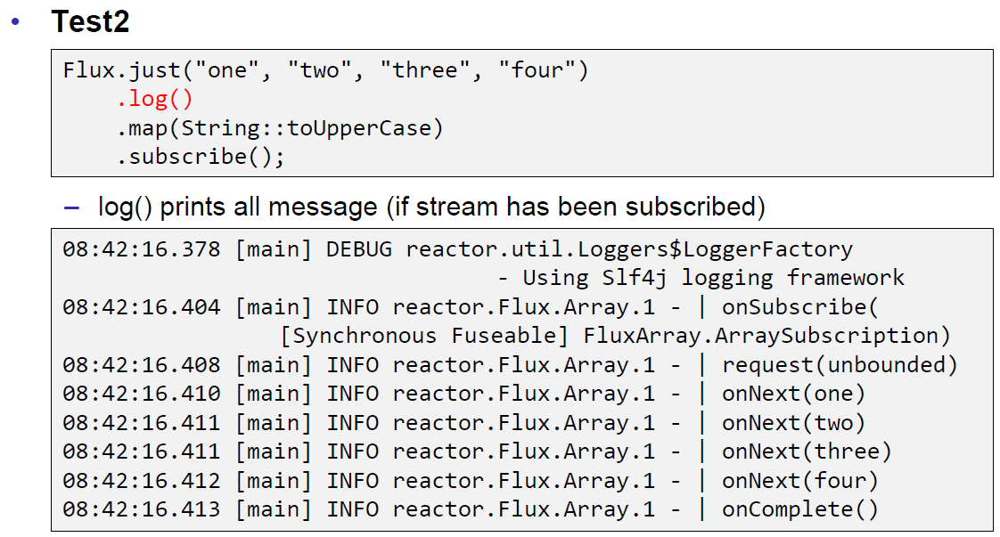 • Test2
Flux.just("one", "two", "three", "four")
    .log()
    .map(String::toUpperCase)
    .subscribe();
– log() prints all message (if stream has been subscribed)
08:42:16.378 [main] DEBUG reactor.util.Loggers$LoggerFactory
                                 - Using Slf4j logging framework
08:42:16.404 [main] INFO reactor.Flux.Array.1 - | onSubscribe(
                [Synchronous Fuseable] FluxArray.ArraySubscription)
08:42:16.408 [main] INFO reactor.Flux.Array.1 - | request(unbounded)
08:42:16.410 [main] INFO reactor.Flux.Array.1 - | onNext(one)
08:42:16.411 [main] INFO reactor.Flux.Array.1 - | onNext(two)
08:42:16.411 [main] INFO reactor.Flux.Array.1 - | onNext(three)
08:42:16.412 [main] INFO reactor.Flux.Array.1 - | onNext(four)
08:42:16.413 [main] INFO reactor.Flux.Array.1 - | onComplete()